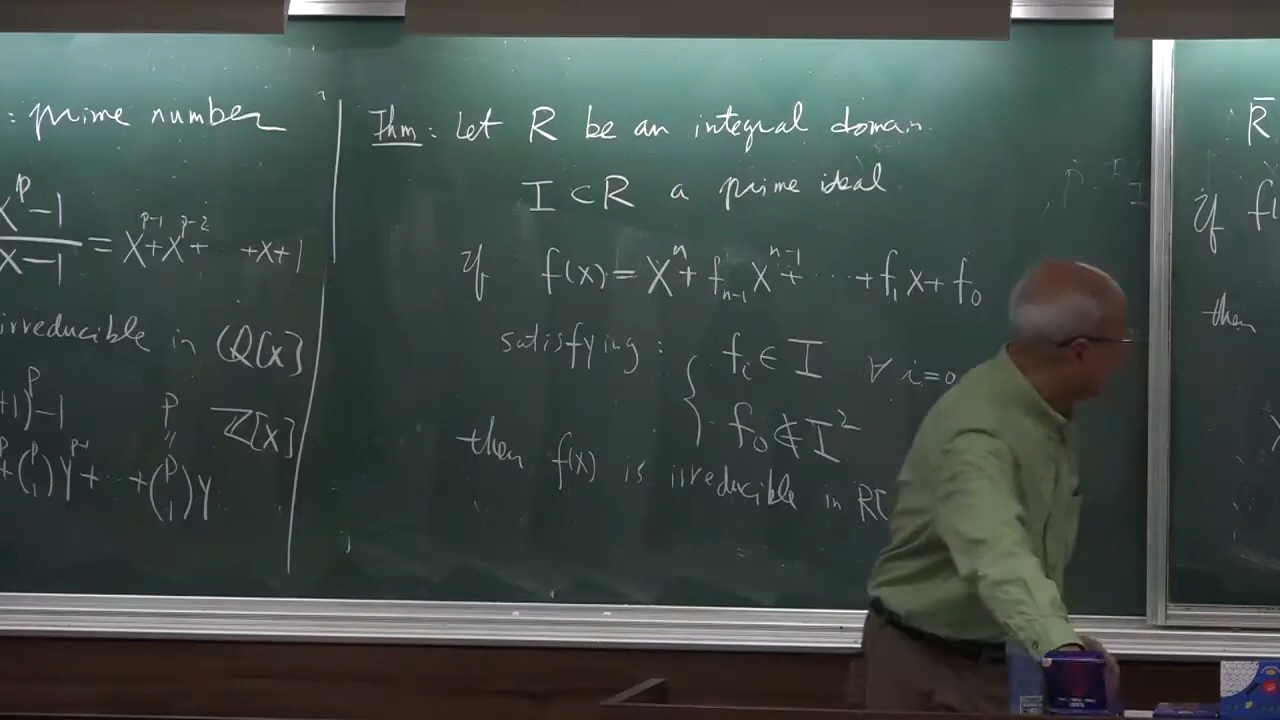 : prime number
X^p-1 / X-1 = X^{p-1}+X^{p-2}+ +X+1
irreducible in Q[x]
+1)^p-1 p Z[x]
+(p 1)Y^{p-1}+⋯+(p 1)Y
Thm: Let R be an integral domain.
I ⊂ R a prime ideal
if f(x)=X^n+f_{n-1}X^{n-1}+⋯+f_1X+f_0
satisfying: { f_i ∈ I ∀ i=0
f_0 ∉ I^2
then f(x) is irreducible in R[
R̄
if f(
then